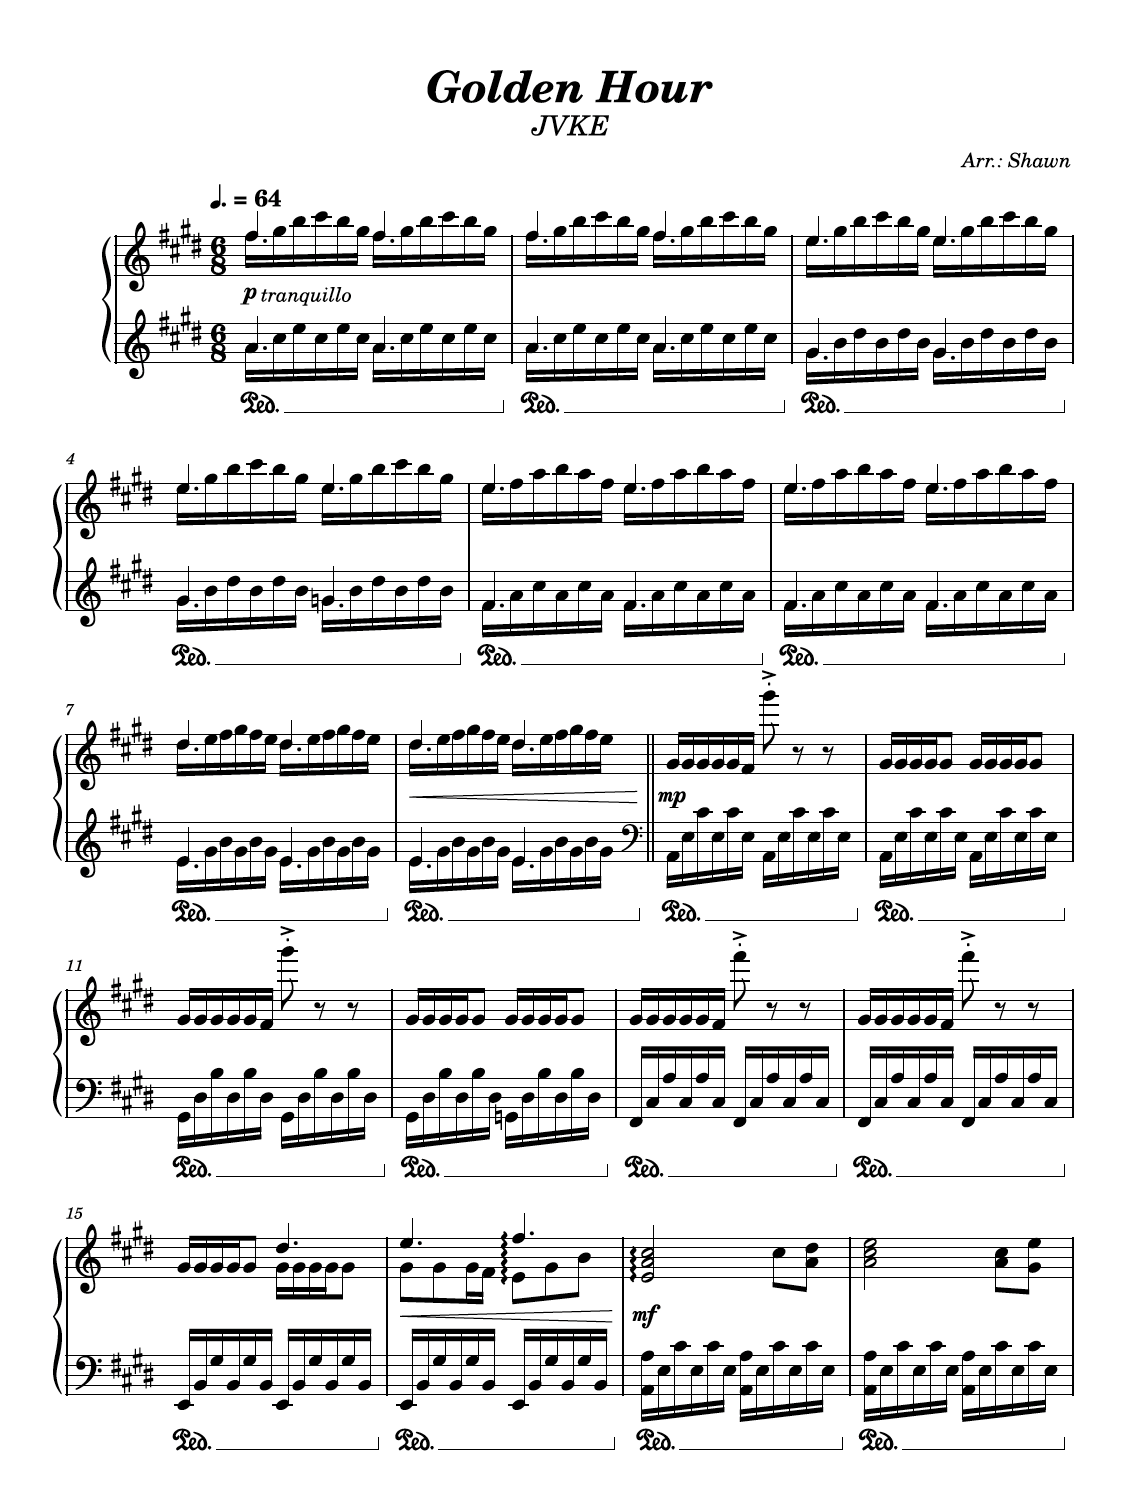 Golden Hour
JVKE
Arr.: Shawn
♩. = 64
6
8
p tranquillo
6
8
Ped. Ped. Ped.
4
Ped. Ped. Ped.
7
mp
Ped. Ped. Ped. Ped.
11
Ped. Ped. Ped. Ped.
15
mf
Ped. Ped. Ped. Ped.